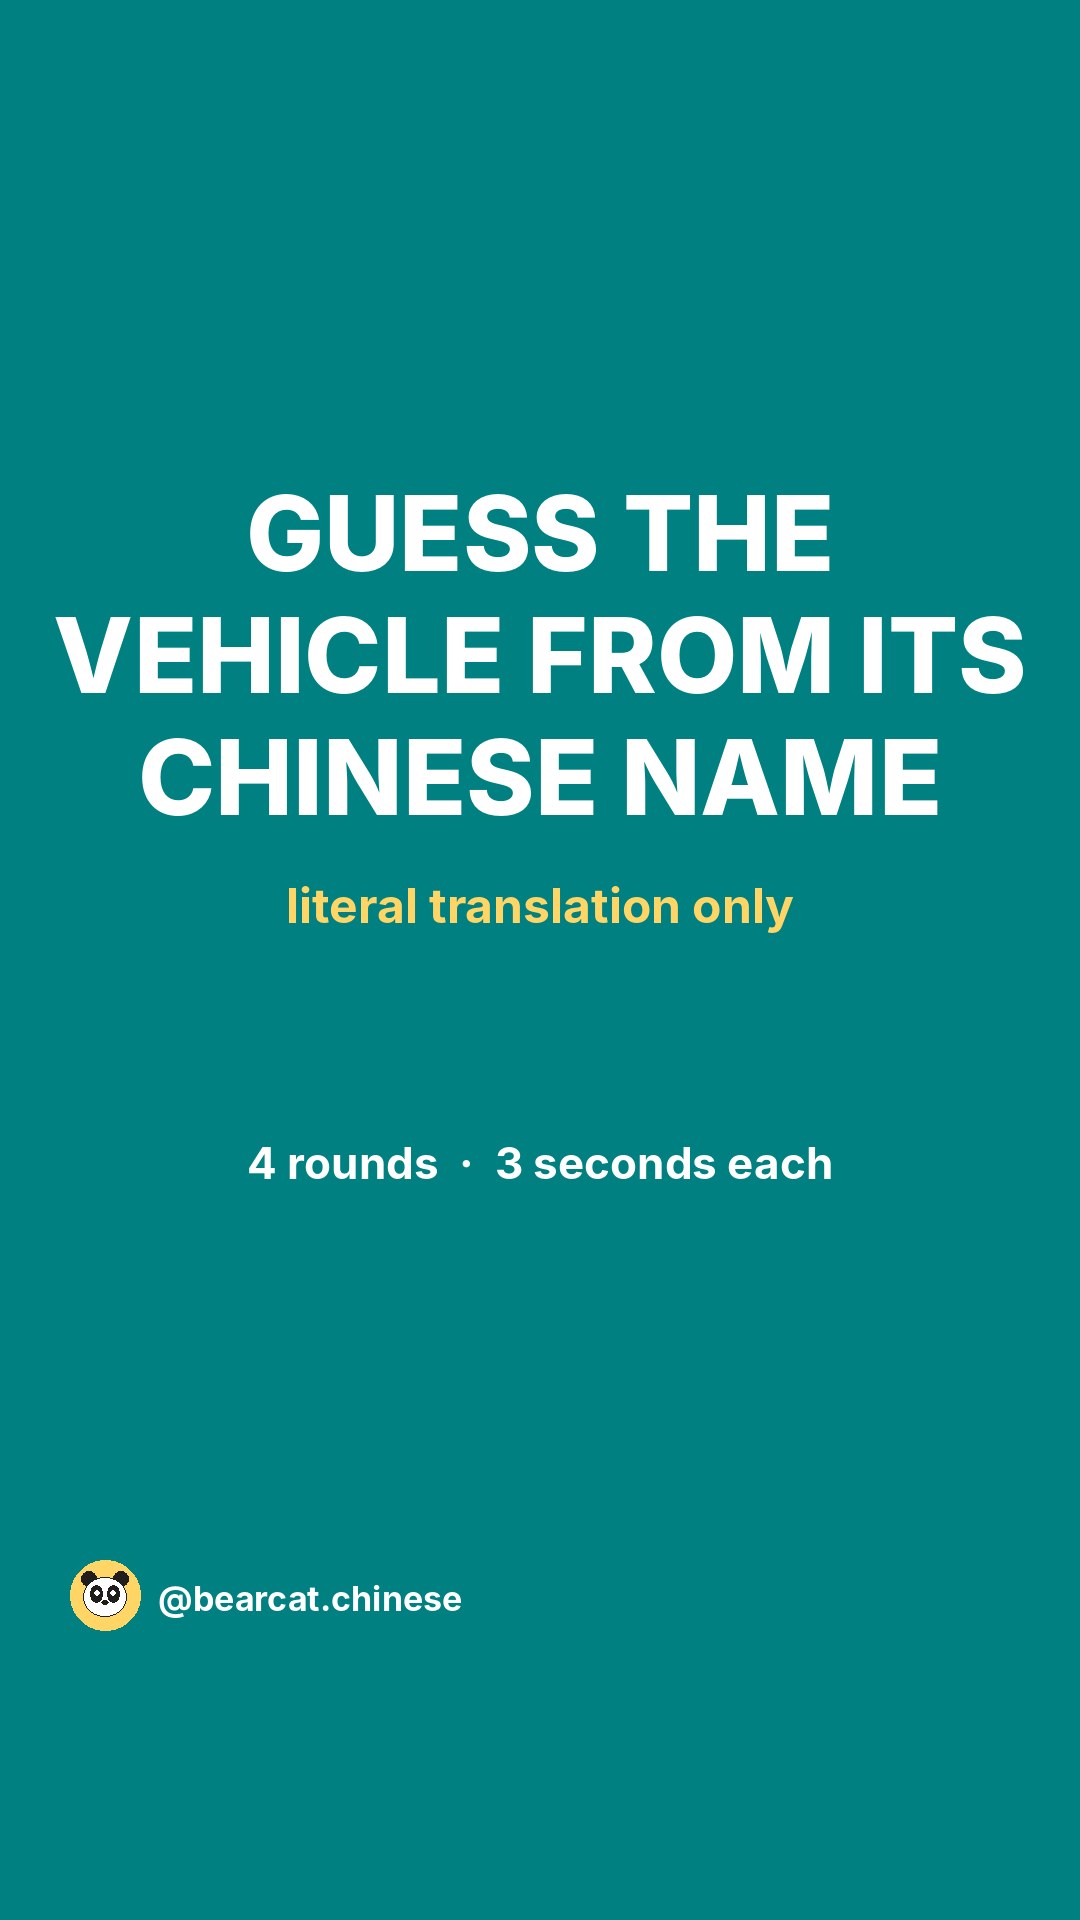 GUESS THE
VEHICLE FROM ITS
CHINESE NAME
literal translation only
4 rounds · 3 seconds each
@bearcat.chinese